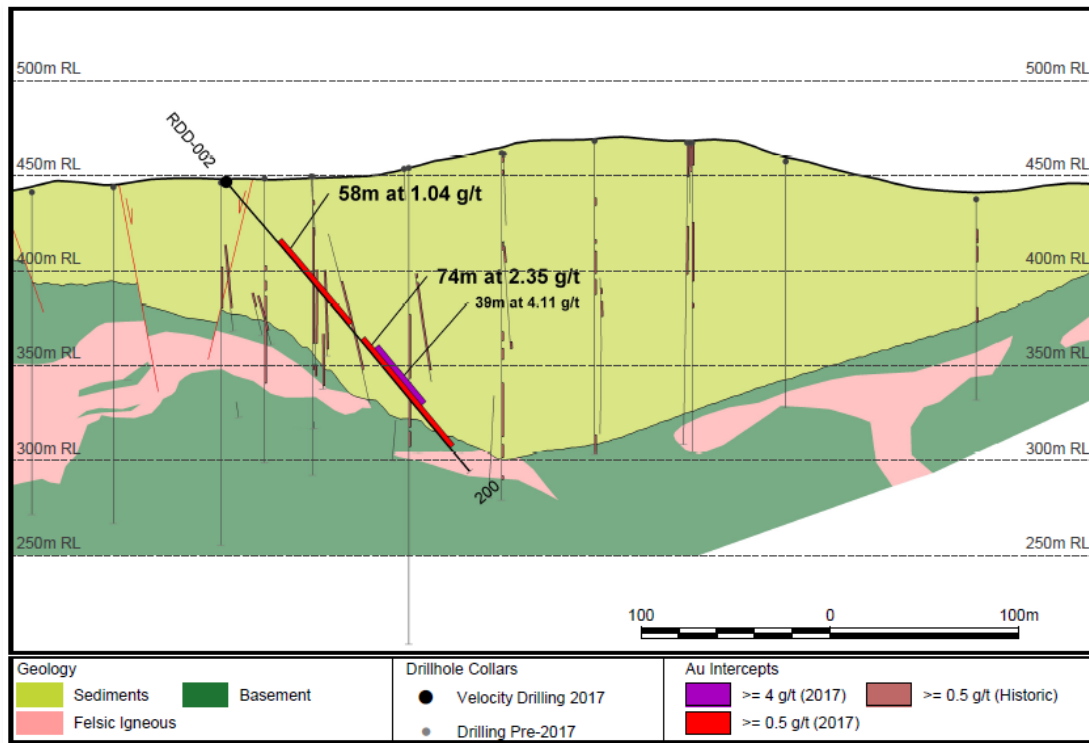 500m RL 500m RL
RDD-002
450m RL 450m RL
58m at 1.04 g/t
400m RL 400m RL
74m at 2.35 g/t
39m at 4.11 g/t
350m RL 350m RL
300m RL 300m RL
200
250m RL 250m RL
100 0 100m
Geology
Sediments Basement
Felsic Igneous
Drillhole Collars
Velocity Drilling 2017
Drilling Pre-2017
Au Intercepts
>= 4 g/t (2017) >= 0.5 g/t (Historic)
>= 0.5 g/t (2017)